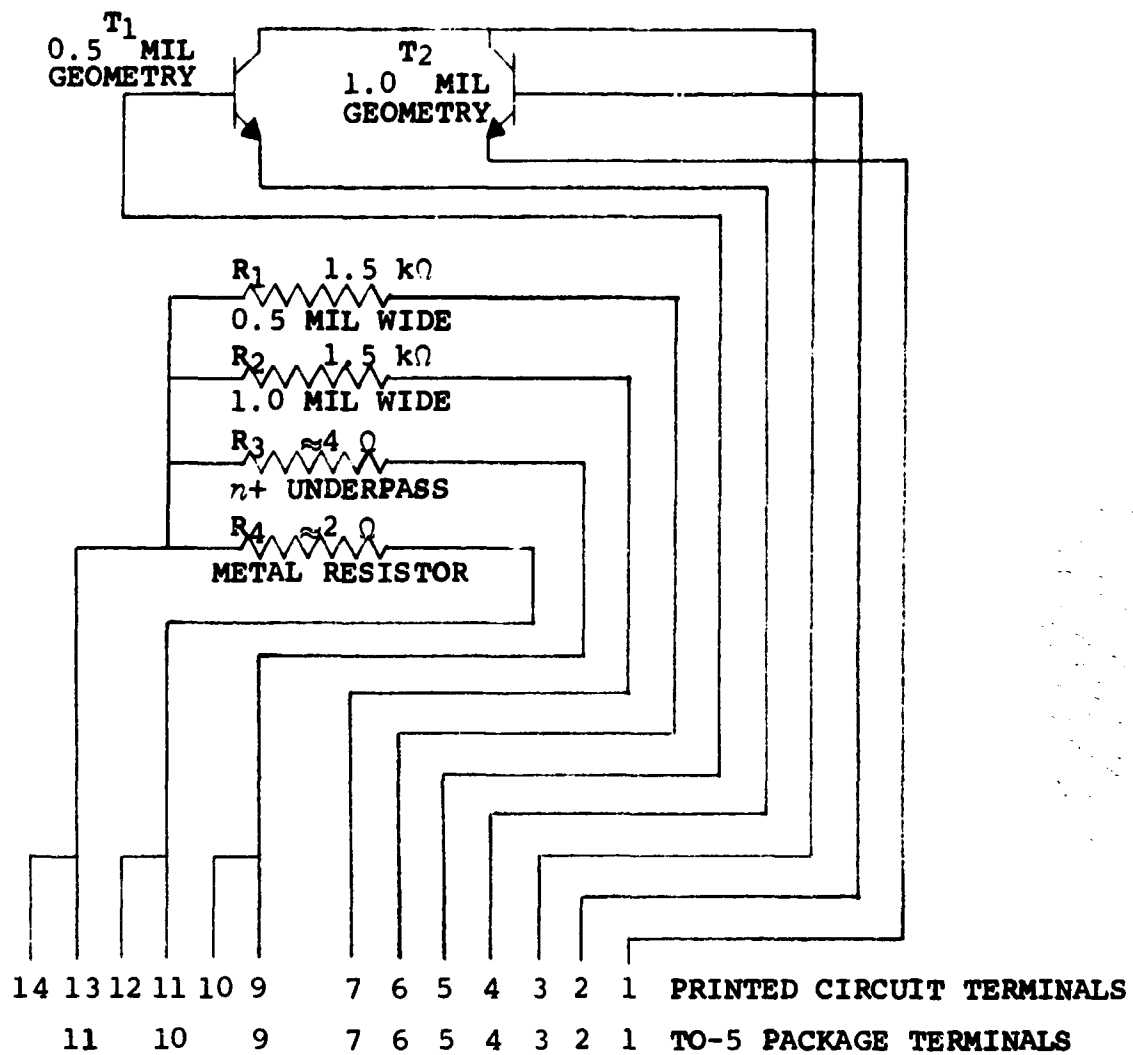 T1
0.5 MIL
GEOMETRY
T2
1.0 MIL
GEOMETRY
R1 1.5 kΩ
0.5 MIL WIDE
R2 1.5 kΩ
1.0 MIL WIDE
R3 ≈4 Ω
n+ UNDERPASS
R4 ≈2 Ω
METAL RESISTOR
14 13 12 11 10 9 7 6 5 4 3 2 1 PRINTED CIRCUIT TERMINALS
11 10 9 7 6 5 4 3 2 1 TO-5 PACKAGE TERMINALS